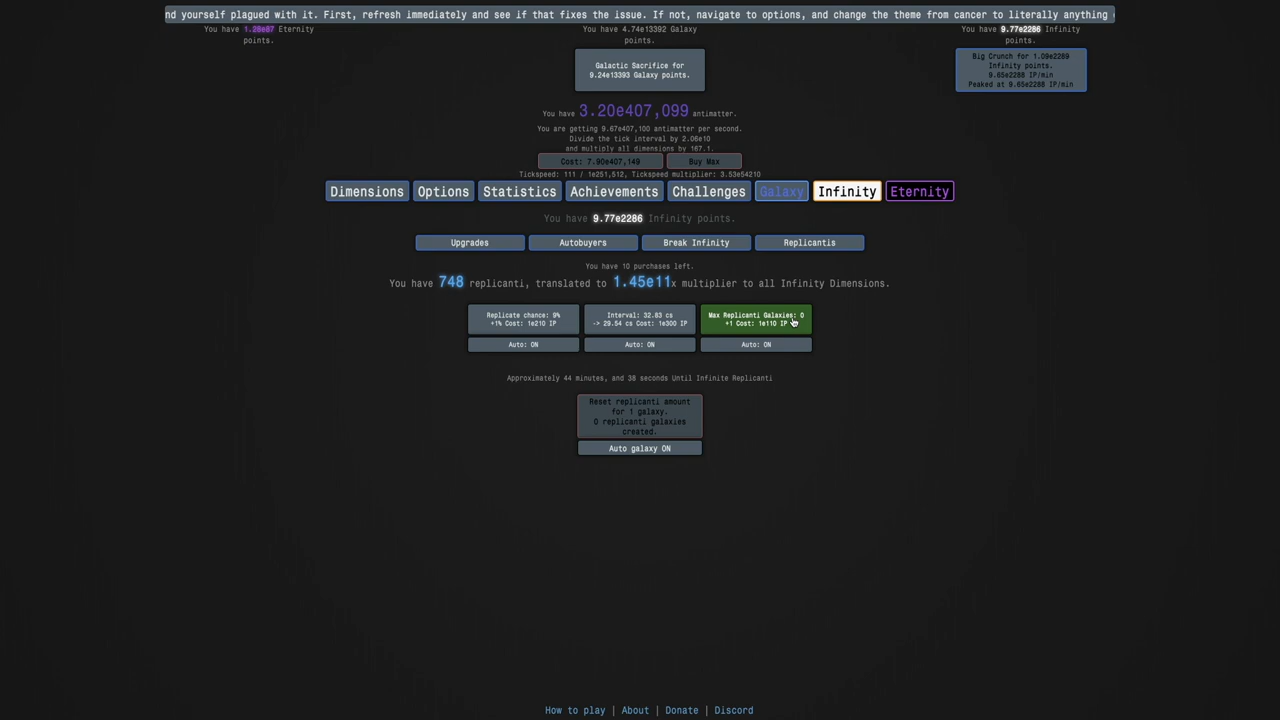 nd yourself plagued with it. First, refresh immediately and see if that fixes the issue. If not, navigate to options, and change the theme from cancer to literally anything
You have 1.28e87 Eternity
points.
You have 4.74e13392 Galaxy
points.
You have 9.77e2286 Infinity
points.
Galactic Sacrifice for
9.24e13393 Galaxy points.
Big Crunch for 1.09e2289
Infinity points.
9.65e2288 IP/min
Peaked at 9.65e2288 IP/min
You have 3.20e407,099 antimatter.
You are getting 9.67e407,100 antimatter per second.
Divide the tick interval by 2.06e10
and multiply all dimensions by 167.1.
Cost: 7.90e407,149
Buy Max
Tickspeed: 111 / 1e251,512, Tickspeed multiplier: 3.53e54210
Dimensions
Options
Statistics
Achievements
Challenges
Galaxy
Infinity
Eternity
You have 9.77e2286 Infinity points.
Upgrades
Autobuyers
Break Infinity
Replicantis
You have 10 purchases left.
You have 748 replicanti, translated to 1.45e11x multiplier to all Infinity Dimensions.
Replicate chance: 9%
+1% Cost: 1e210 IP
Interval: 32.83 cs
-> 29.54 cs Cost: 1e300 IP
Max Replicanti Galaxies: 0
+1 Cost: 1e110 IP
Auto: ON
Auto: ON
Auto: ON
Approximately 44 minutes, and 38 seconds Until Infinite Replicanti
Reset replicanti amount
for 1 galaxy.
0 replicanti galaxies
created.
Auto galaxy ON
How to play | About | Donate | Discord